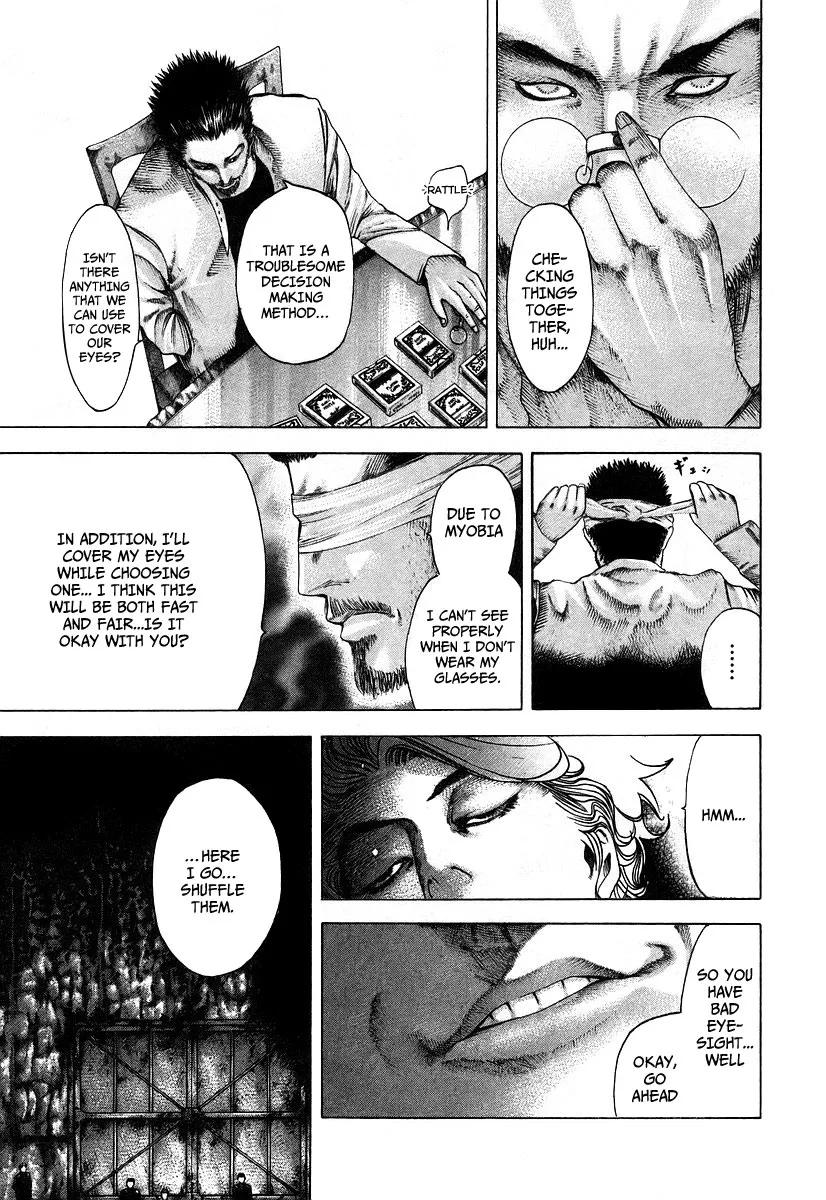 CHE-
CKING
THINGS
TOGE-
THER,
HUH...
RATTLE
THAT IS A
TROUBLESOME
DECISION
MAKING
METHOD...
ISN'T
THERE
ANYTHING
THAT WE
CAN USE
TO COVER
OUR
EYES?
ギュッ
......
DUE TO
MYOBIA
I CAN'T SEE
PROPERLY
WHEN I DON'T
WEAR MY
GLASSES.
IN ADDITION, I'LL
COVER MY EYES
WHILE CHOOSING
ONE... I THINK THIS
WILL BE BOTH FAST
AND FAIR...IS IT
OKAY WITH YOU?
HMM...
SO YOU
HAVE
BAD
EYE-
SIGHT...
WELL
OKAY,
GO
AHEAD
...HERE
I GO...
SHUFFLE
THEM.